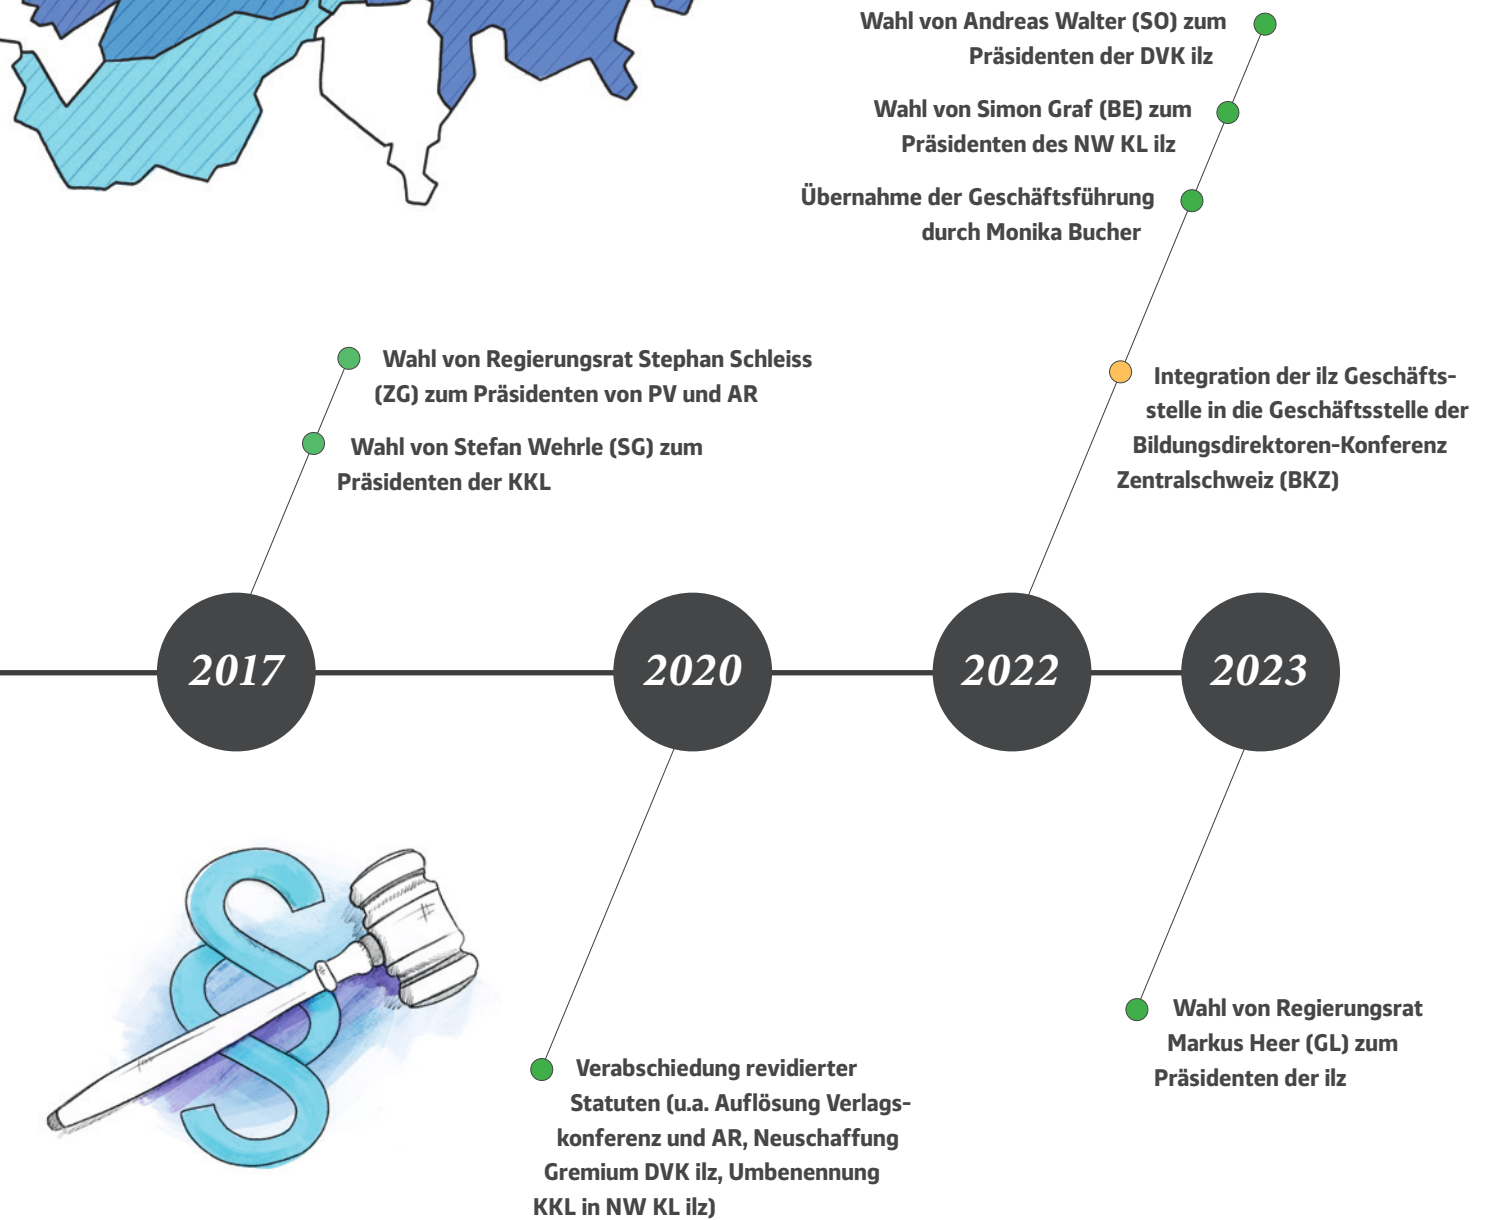 Wahl von Andreas Walter (SO) zum
Präsidenten der DVK ilz
Wahl von Simon Graf (BE) zum
Präsidenten des NW KL ilz
Übernahme der Geschäftsführung
durch Monika Bucher
Wahl von Regierungsrat Stephan Schleiss
(ZG) zum Präsidenten von PV und AR
Wahl von Stefan Wehrle (SG) zum
Präsidenten der KKL
Integration der ilz Geschäfts-
stelle in die Geschäftsstelle der
Bildungsdirektoren-Konferenz
Zentralschweiz (BKZ)
2017
2020
2022
2023
Verabschiedung revidierter
Statuten (u.a. Auflösung Verlags-
konferenz und AR, Neuschaffung
Gremium DVK ilz, Umbenennung
KKL in NW KL ilz)
Wahl von Regierungsrat
Markus Heer (GL) zum
Präsidenten der ilz